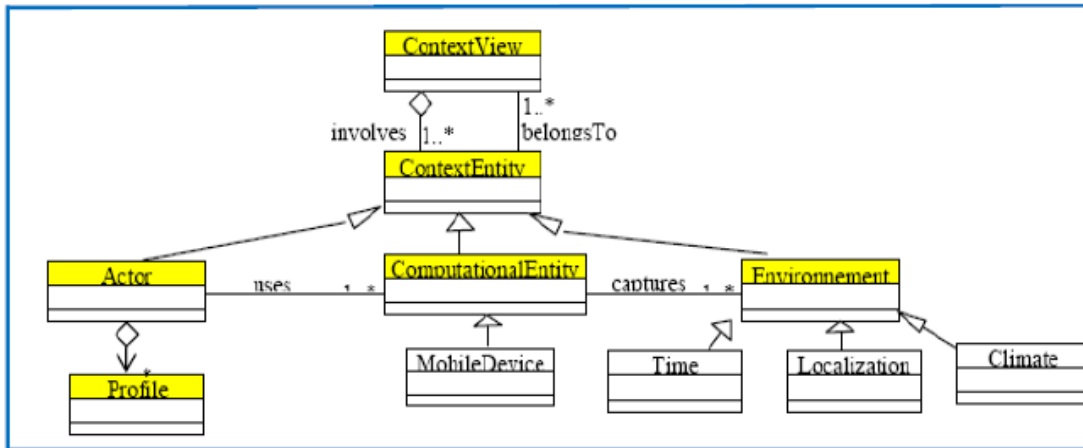 ContextView
1..*
involves 1..* belongsTo
ContextEntity
Actor ComputationalEntity Environnement
uses 1..* captures 1..*
MobileDevice Time Localization Climate
*
Profile